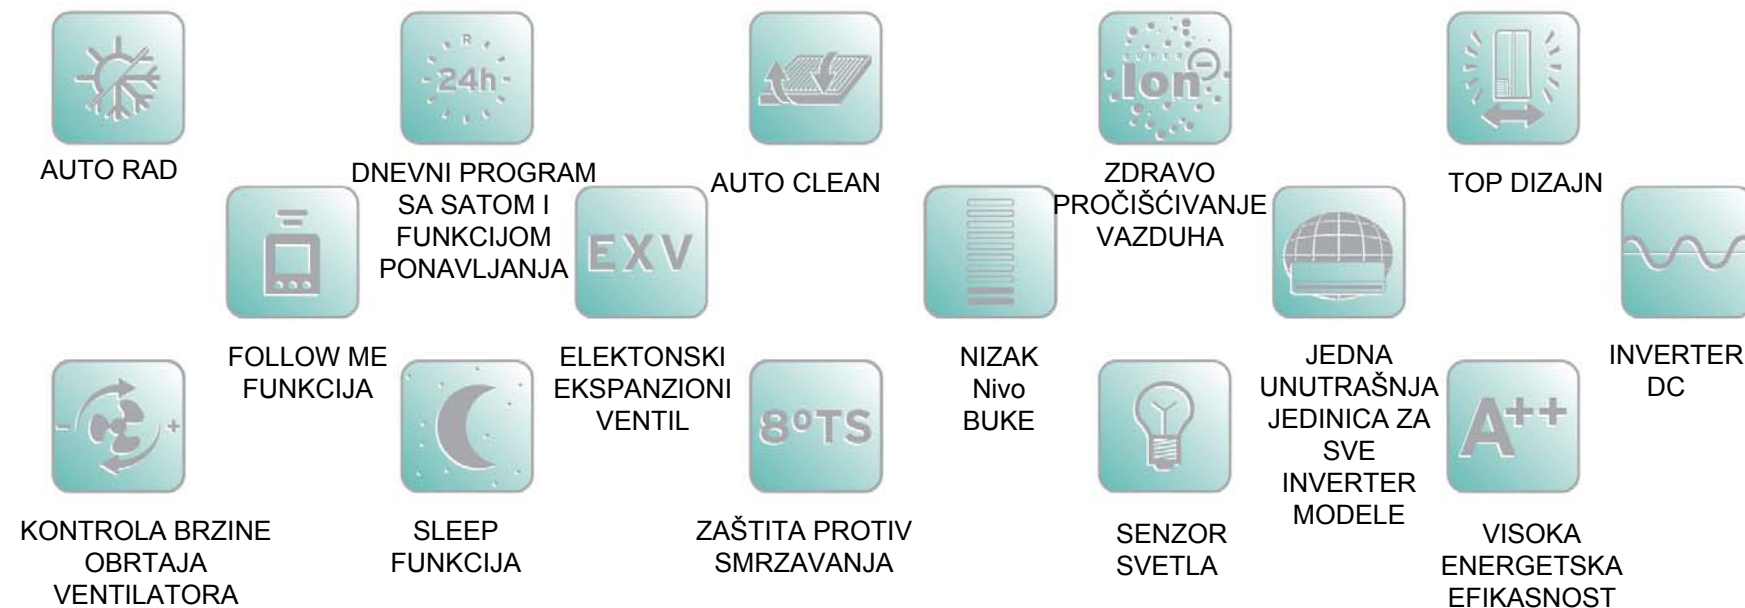 R
24h
SUPER
Ion
AUTO RAD
DNEVNI PROGRAM
SA SATOM I
FUNKCIJOM
PONAVLJANJA
AUTO CLEAN
ZDRAVO
PROČIŠĆIVANJE
VAZDUHA
TOP DIZAJN
EXV
FOLLOW ME
FUNKCIJA
ELEKTONSKI
EKSPANZIONI
VENTIL
NIZAK
Nivo
BUKE
JEDNA
UNUTRAŠNJA
JEDINICA ZA
SVE
INVERTER
MODELE
INVERTER
DC
- +
8ºTS
A++
KONTROLA BRZINE
OBRTAJA
VENTILATORA
SLEEP
FUNKCIJA
ZAŠTITA PROTIV
SMRZAVANJA
SENZOR
SVETLA
VISOKA
ENERGETSKA
EFIKASNOST